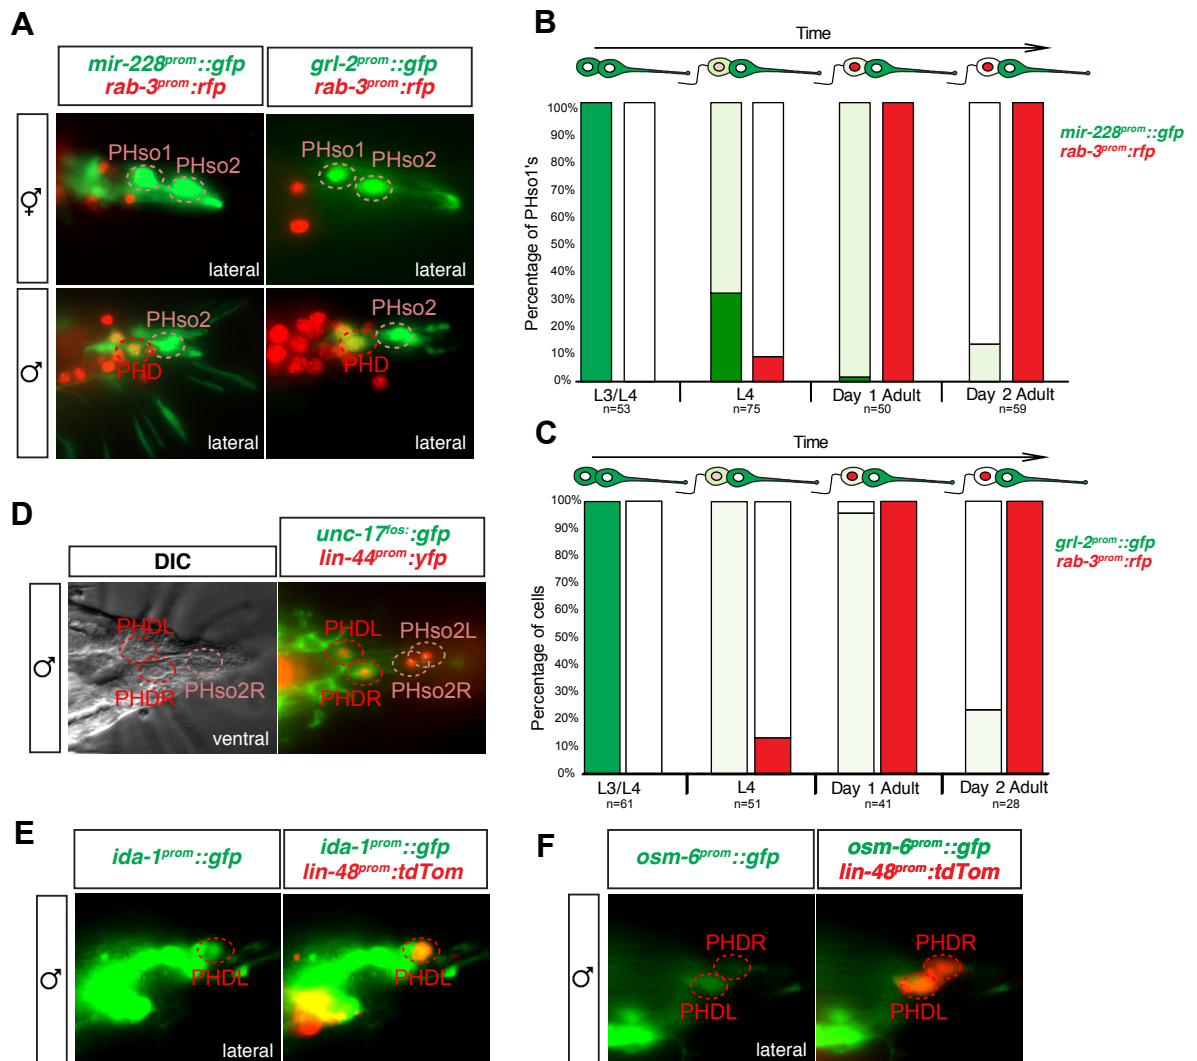 A
mir-228prom::gfp
rab-3prom:rfp
grl-2prom::gfp
rab-3prom:rfp
⚥
PHso1
PHso2
lateral
PHso1
PHso2
lateral
♂
PHso2
PHD
lateral
PHso2
PHD
lateral
B
Time
Percentage of PHso1's
100%
90%
80%
70%
60%
50%
40%
30%
20%
10%
0%
L3/L4
n=53
L4
n=75
Day 1 Adult
n=50
Day 2 Adult
n=59
mir-228prom::gfp
rab-3prom:rfp
C
Time
Percentage of cells
100%
90%
80%
70%
60%
50%
40%
30%
20%
10%
0%
L3/L4
n=61
L4
n=51
Day 1 Adult
n=41
Day 2 Adult
n=28
grl-2prom::gfp
rab-3prom:rfp
D
DIC
unc-17fos::gfp
lin-44prom:yfp
♂
PHDL
PHDR
PHso2R
ventral
PHDL
PHDR
PHso2L
PHso2R
E
ida-1prom::gfp
ida-1prom::gfp
lin-48prom:tdTom
♂
PHDL
lateral
PHDL
F
osm-6prom::gfp
osm-6prom::gfp
lin-48prom:tdTom
♂
PHDR
PHDL
lateral
PHDR
PHDL